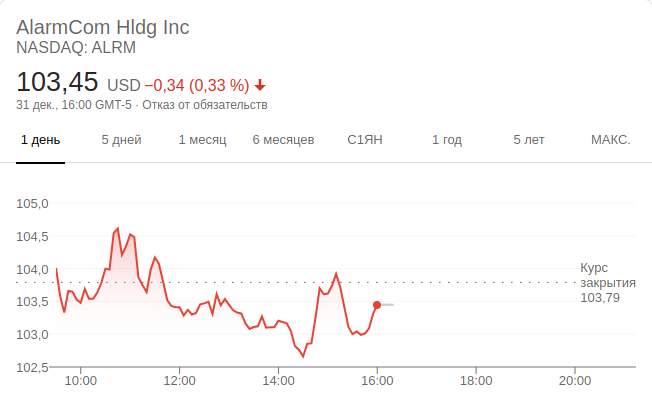 AlarmCom Hldg Inc
NASDAQ: ALRM
103,45 USD −0,34 (0,33 %)
31 дек., 16:00 GMT-5 · Отказ от обязательств
1 день 5 дней 1 месяц 6 месяцев С1ЯН 1 год 5 лет МАКС.
105,0
104,5
104,0
103,5
103,0
102,5
Курс
закрытия
103,79
10:00 12:00 14:00 16:00 18:00 20:00